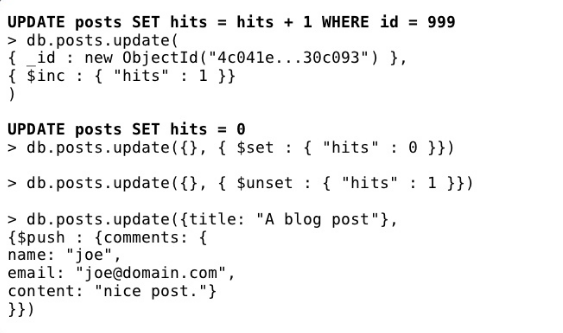 UPDATE posts SET hits = hits + 1 WHERE id = 999
> db.posts.update(
{ _id : new ObjectId("4c041e...30c093") },
{ $inc : { "hits" : 1 }}
)
UPDATE posts SET hits = 0
> db.posts.update({}, { $set : { "hits" : 0 }})
> db.posts.update({}, { $unset : { "hits" : 1 }})
> db.posts.update({title: "A blog post"},
{$push : {comments: {
name: "joe",
email: "joe@domain.com",
content: "nice post."}
}})